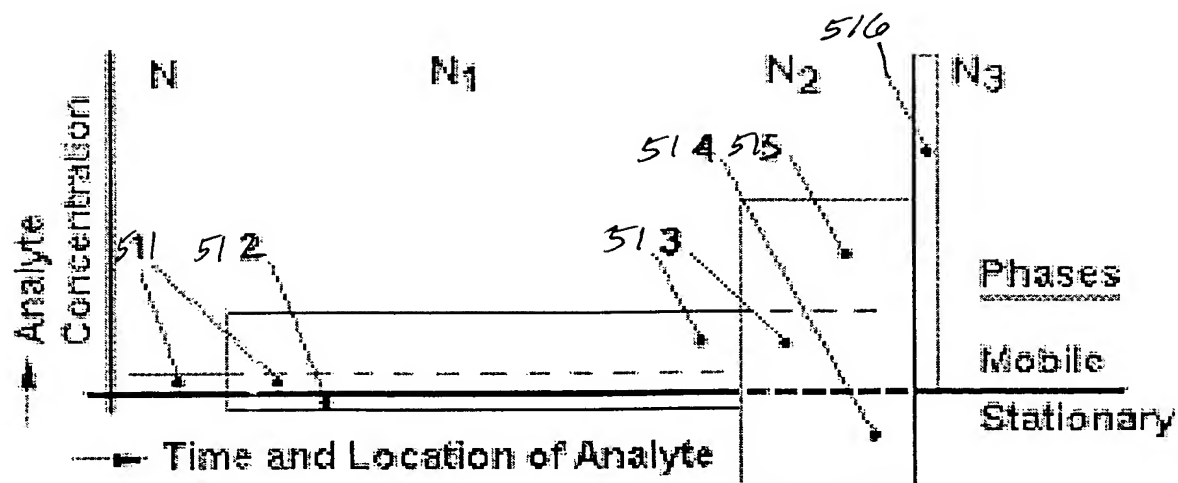 516
N N1 N2 N3
514 515
511 512 513
Analyte
Concentration
Phases
Mobile
Stationary
Time and Location of Analyte